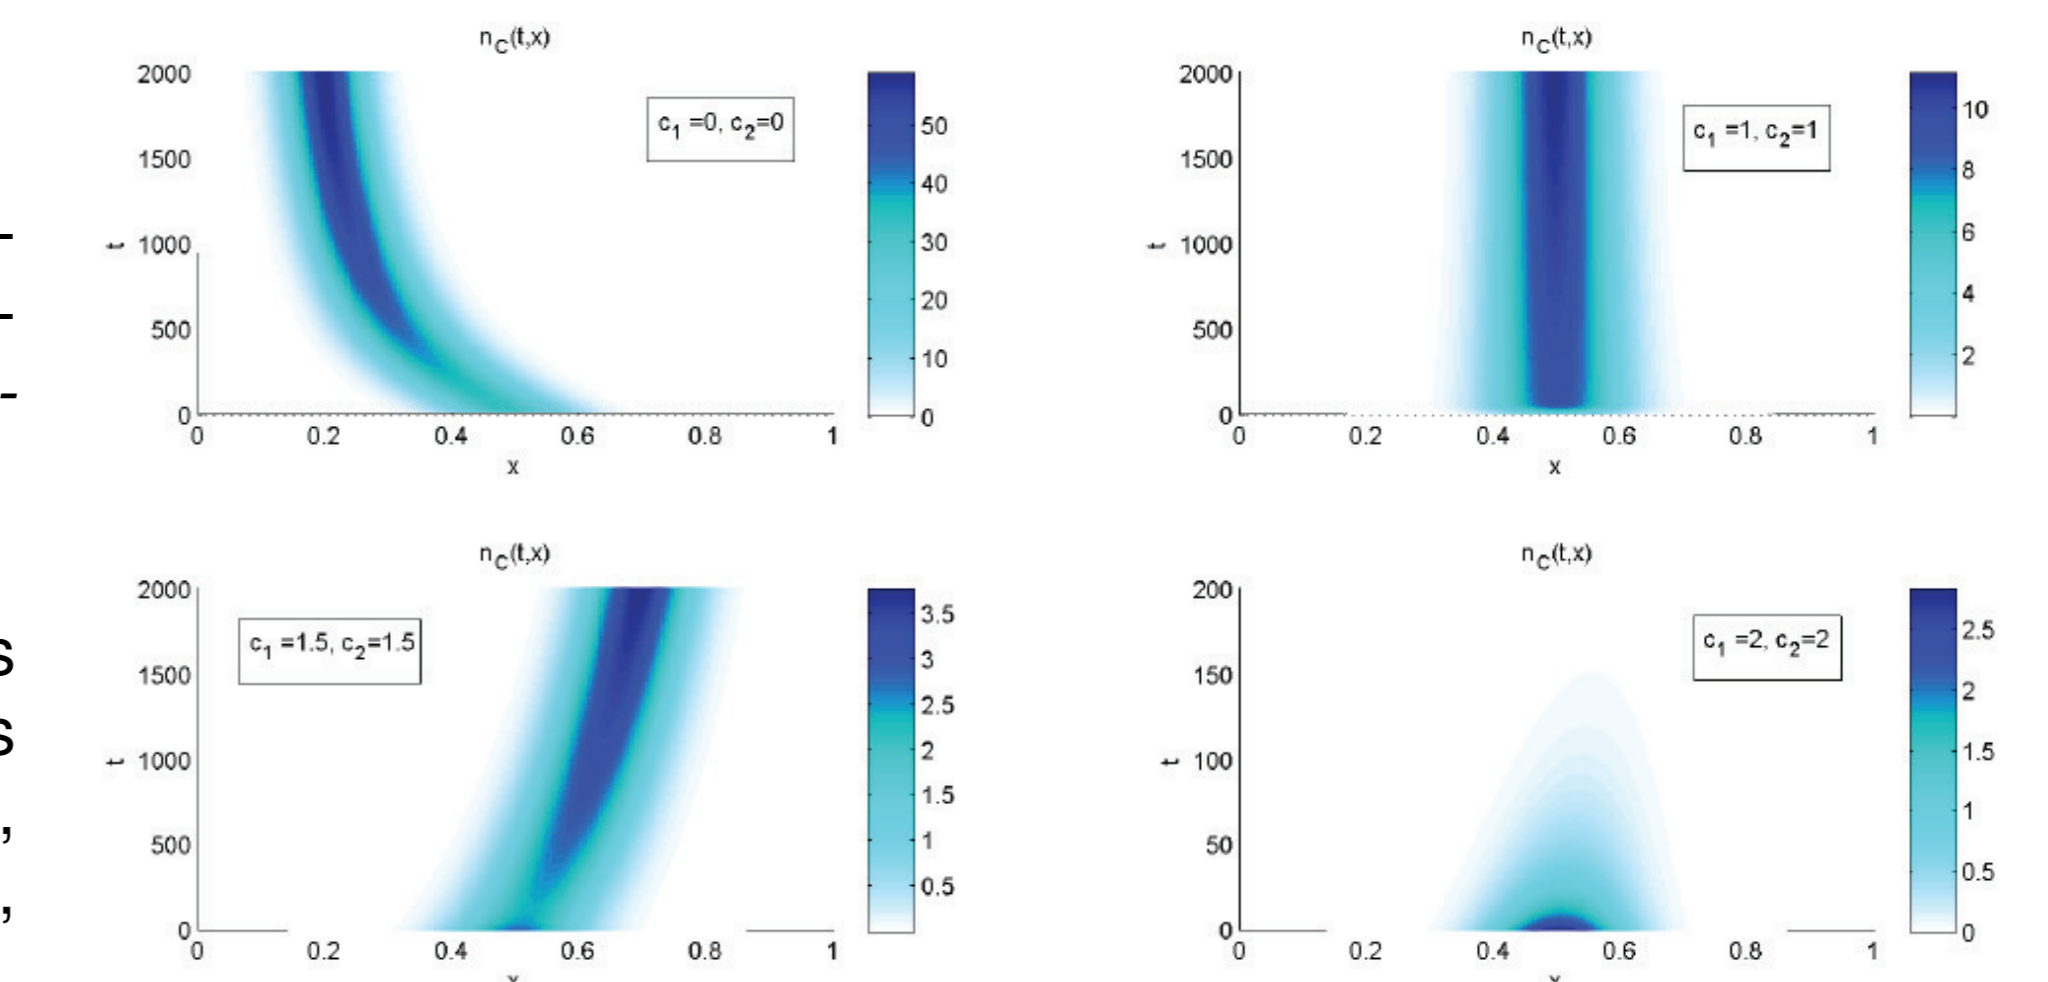 n_C(t,x)
c_1 =0, c_2=0
2000
1500
1000
500
0
t
0 0.2 0.4 0.6 0.8 1
x
50
40
30
20
10
0
n_C(t,x)
c_1 =1, c_2=1
2000
1500
1000
500
0
t
0 0.2 0.4 0.6 0.8 1
x
10
8
6
4
2
s
s
,
,
n_C(t,x)
c_1 =1.5, c_2=1.5
2000
1500
1000
500
0
t
0 0.2 0.4 0.6 0.8 1
x
3.5
3
2.5
2
1.5
1
0.5
n_C(t,x)
c_1 =2, c_2=2
200
150
100
50
0
t
0 0.2 0.4 0.6 0.8 1
x
2.5
2
1.5
1
0.5
0